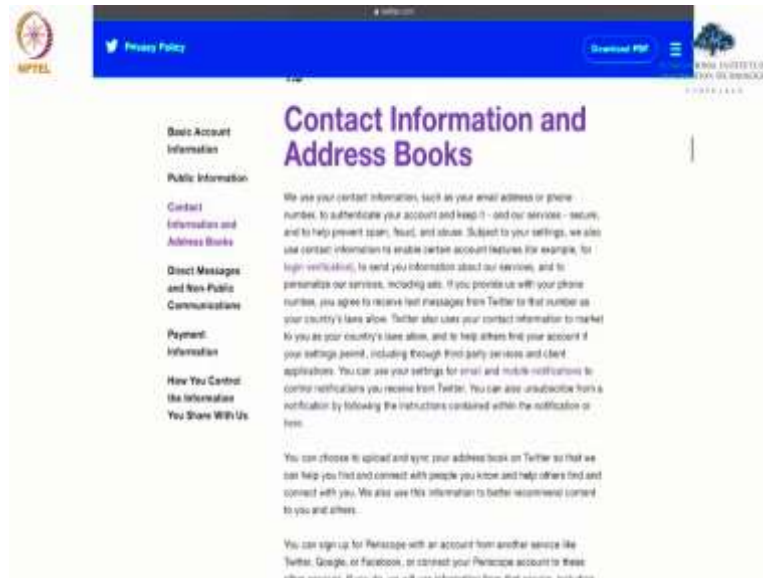 twitter.com
Privacy Policy
Download PDF
NPTEL
Contact Information and
Address Books
Basic Account
Information
Public Information
Contact
Information and
Address Books
Direct Messages
and Non-Public
Communications
Payment
Information
How You Control
the Information
You Share With Us
We use your contact information, such as your email address or phone
number, to authenticate your account and keep it - and our services - secure,
and to help prevent spam, fraud, and abuse. Subject to your settings, we also
use contact information to enable certain account features (for example, for
login verification), to send you information about our services, and to
personalize our services, including ads. If you provide us with your phone
number, you agree to receive text messages from Twitter to that number as
your country's laws allow. Twitter also uses your contact information to market
to you as your country's laws allow, and to help others find your account if
your settings permit, including through third-party services and client
applications. You can use your settings for email and mobile notifications to
control notifications you receive from Twitter. You can also unsubscribe from a
notification by following the instructions contained within the notification or
here.
You can choose to upload and sync your address book on Twitter so that we
can help you find and connect with people you know and help others find and
connect with you. We also use this information to better recommend content
to you and others.
You can sign up for Periscope with an account from another service like
Twitter, Google, or Facebook, or connect your Periscope account to these